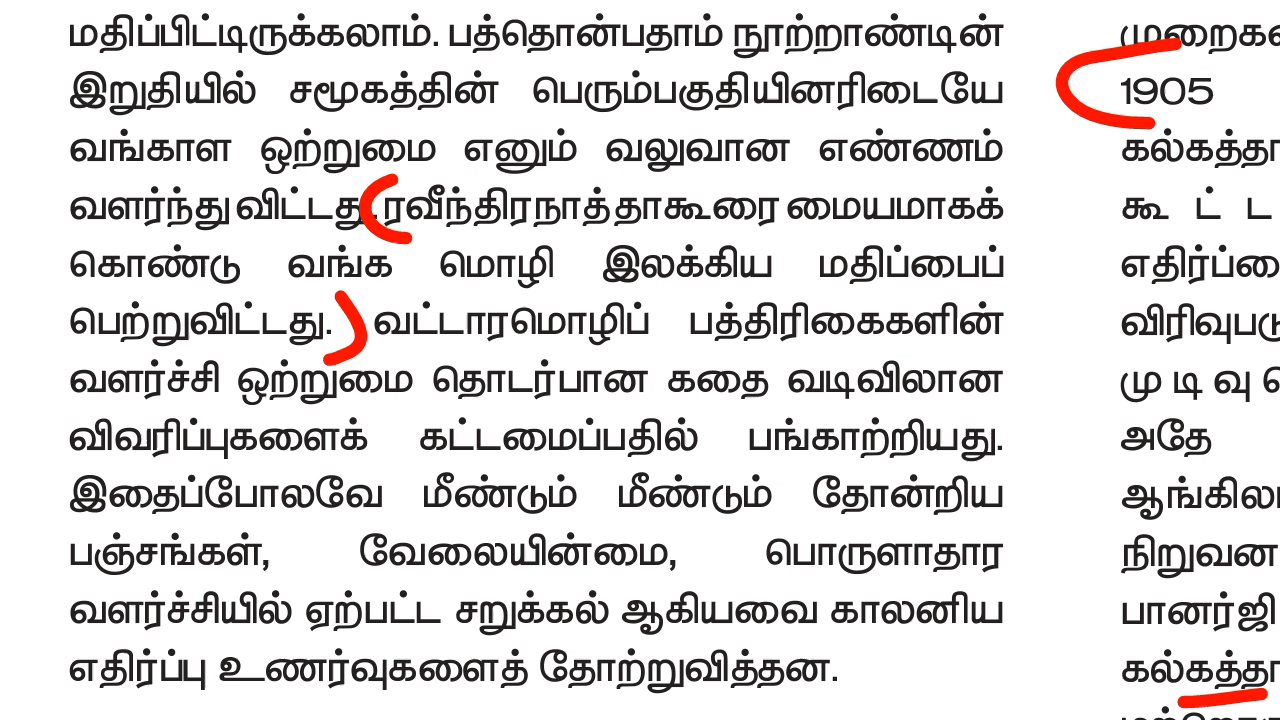 மதிப்பிட்டிருக்கலாம். பத்தொன்பதாம் நூற்றாண்டின்
இறுதியில் சமூகத்தின் பெரும்பகுதியினரிடையே
வங்காள ஒற்றுமை எனும் வலுவான எண்ணம்
வளர்ந்துவிட்டது. ரவீந்திரநாத்தாகூரை மையமாகக்
கொண்டு வங்க மொழி இலக்கிய மதிப்பைப்
பெற்றுவிட்டது. வட்டாரமொழிப் பத்திரிகைகளின்
வளர்ச்சி ஒற்றுமை தொடர்பான கதை வடிவிலான
விவரிப்புகளைக் கட்டமைப்பதில் பங்காற்றியது.
இதைப்போலவே மீண்டும் மீண்டும் தோன்றிய
பஞ்சங்கள், வேலையின்மை, பொருளாதார
வளர்ச்சியில் ஏற்பட்ட சறுக்கல் ஆகியவை காலனிய
எதிர்ப்பு உணர்வுகளைத் தோற்றுவித்தன.
1905
அதே